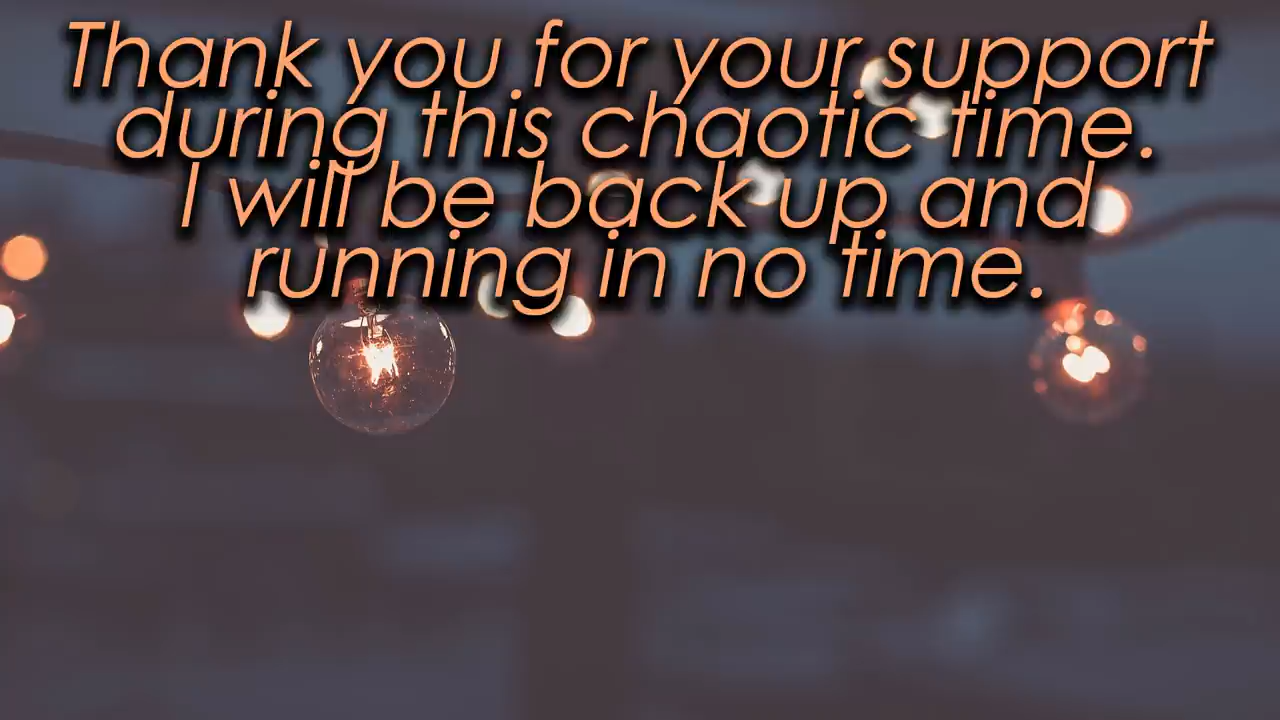 Thank you for your support
during this chaotic time.
I will be back up and
running in no time.